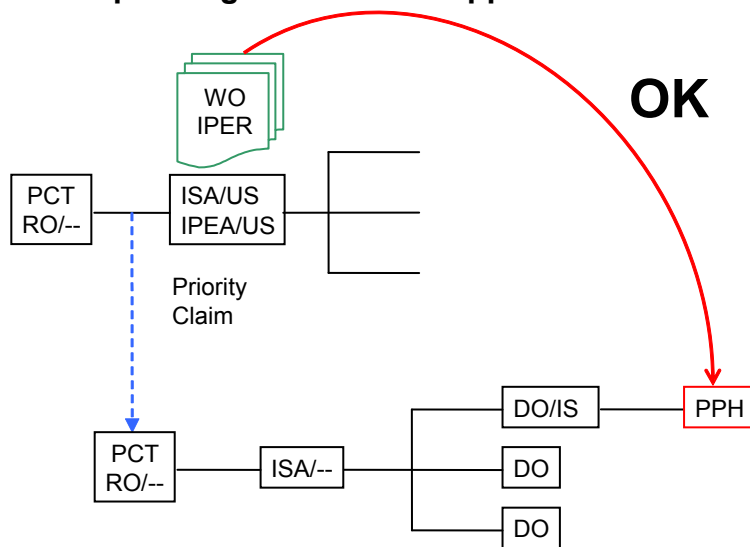 WO
IPER
OK
PCT
RO/--
ISA/US
IPEA/US
Priority
Claim
DO/IS
PPH
PCT
RO/--
ISA/--
DO
DO